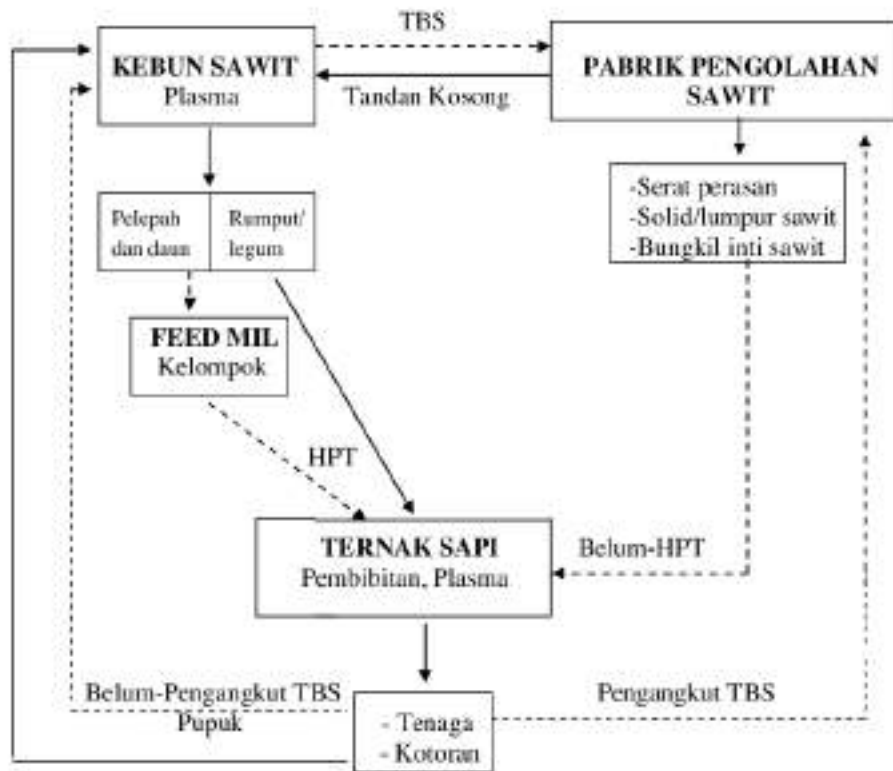 TBS
KEBUN SAWIT
Plasma
PABRIK PENGOLAHAN
SAWIT
Tandan Kosong
Pelepah
dan daun
Rumput/
legum
-Serat perasan
-Solid/lumpur sawit
-Bungkil inti sawit
FEED MIL
Kelompok
HPT
TERNAK SAPI
Pembibitan, Plasma
Belum-HPT
Belum-Pengangkut TBS
Pupuk
Pengangkut TBS
- Tenaga
- Kotoran